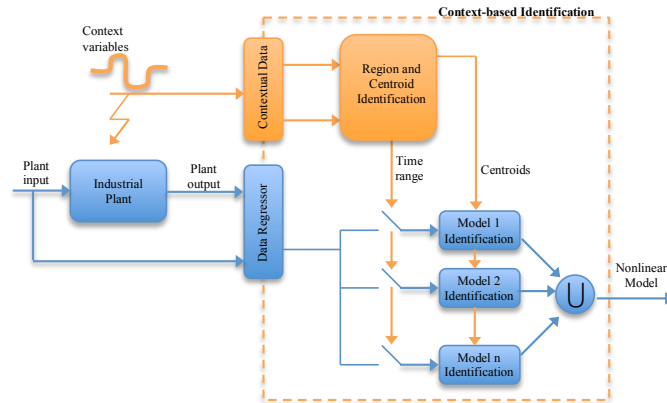 Context-based Identification
Context
variables
Contextual Data
Region and
Centroid
Identification
Plant
input
Industrial
Plant
Plant
output
Data Regressor
Time
range
Centroids
Model 1
Identification
Model 2
Identification
Model n
Identification
U
Nonlinear
Model